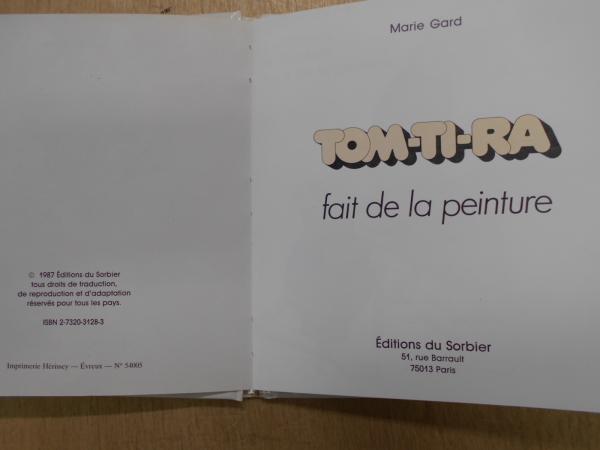 © 1987 Éditions du Sorbier
tous droits de traduction,
de reproduction et d'adaptation
réservés pour tous les pays.
ISBN 2-7320-3128-3
Imprimerie Hérissey — Évreux — N° 54005
Marie Gard
TOM-TI-RA
fait de la peinture
Éditions du Sorbier
51, rue Barrault
75013 Paris